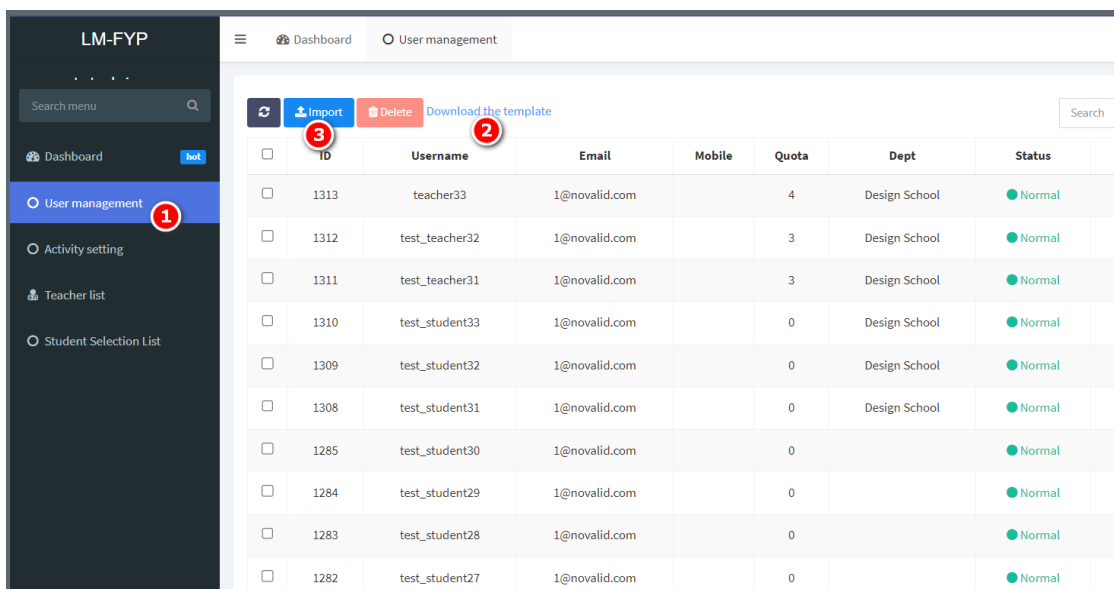 LM-FYP
Dashboard
User management
Search menu
Import
Delete
Download the template
Search
3
2
ID
Username
Email
Mobile
Quota
Dept
Status
Dashboard
hot
User management
1
Activity setting
Teacher list
Student Selection List
1313 teacher33 1@novalid.com 4 Design School Normal
1312 test_teacher32 1@novalid.com 3 Design School Normal
1311 test_teacher31 1@novalid.com 3 Design School Normal
1310 test_student33 1@novalid.com 0 Design School Normal
1309 test_student32 1@novalid.com 0 Design School Normal
1308 test_student31 1@novalid.com 0 Design School Normal
1285 test_student30 1@novalid.com 0 Normal
1284 test_student29 1@novalid.com 0 Normal
1283 test_student28 1@novalid.com 0 Normal
1282 test_student27 1@novalid.com 0 Normal